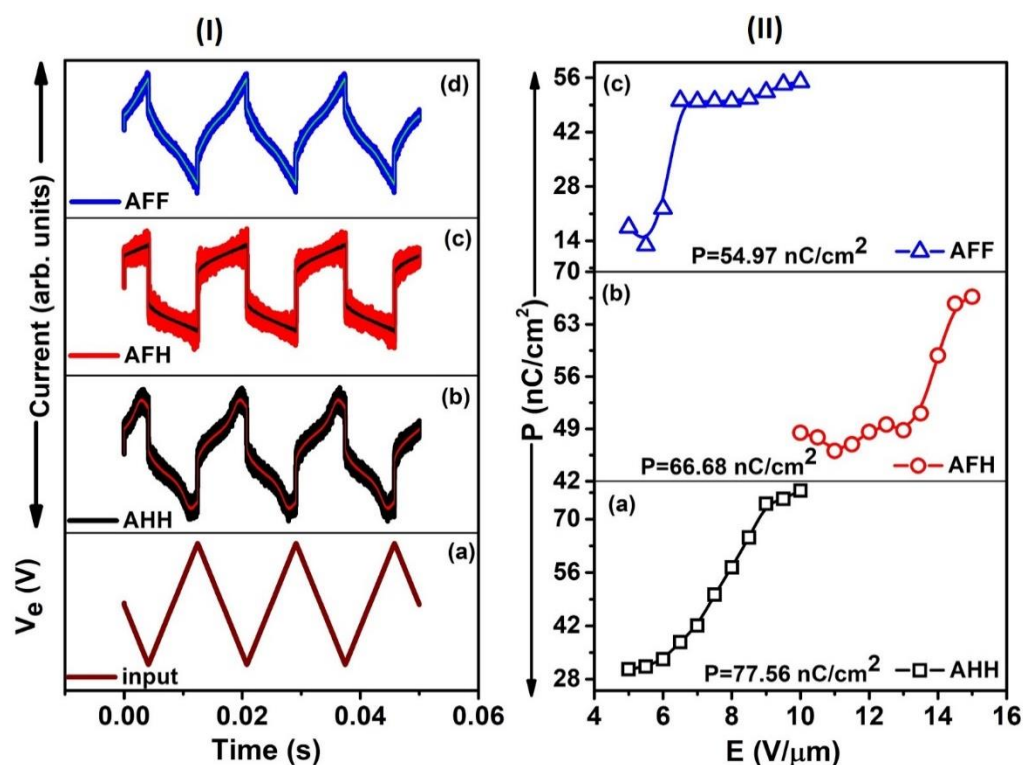 (I)
Current (arb. units)
V_e (V)
(d)
AFF
(c)
AFH
(b)
AHH
(a)
input
0.00 0.02 0.04 0.06
Time (s)
(II)
P (nC/cm²)
(c)
56
42
28
14
P=54.97 nC/cm²
AFF
(b)
70
63
56
49
42
P=66.68 nC/cm²
AFH
(a)
70
56
42
28
P=77.56 nC/cm²
AHH
4 6 8 10 12 14 16
E (V/μm)